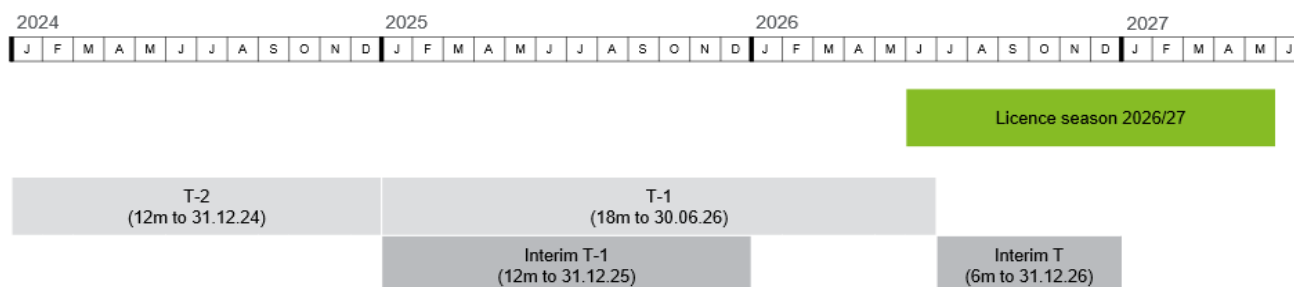 2024 2025 2026 2027
J F M A M J J A S O N D J F M A M J J A S O N D J F M A M J J A S O N D J F M A M J
Licence season 2026/27
T-2
(12m to 31.12.24)
T-1
(18m to 30.06.26)
Interim T-1
(12m to 31.12.25)
Interim T
(6m to 31.12.26)